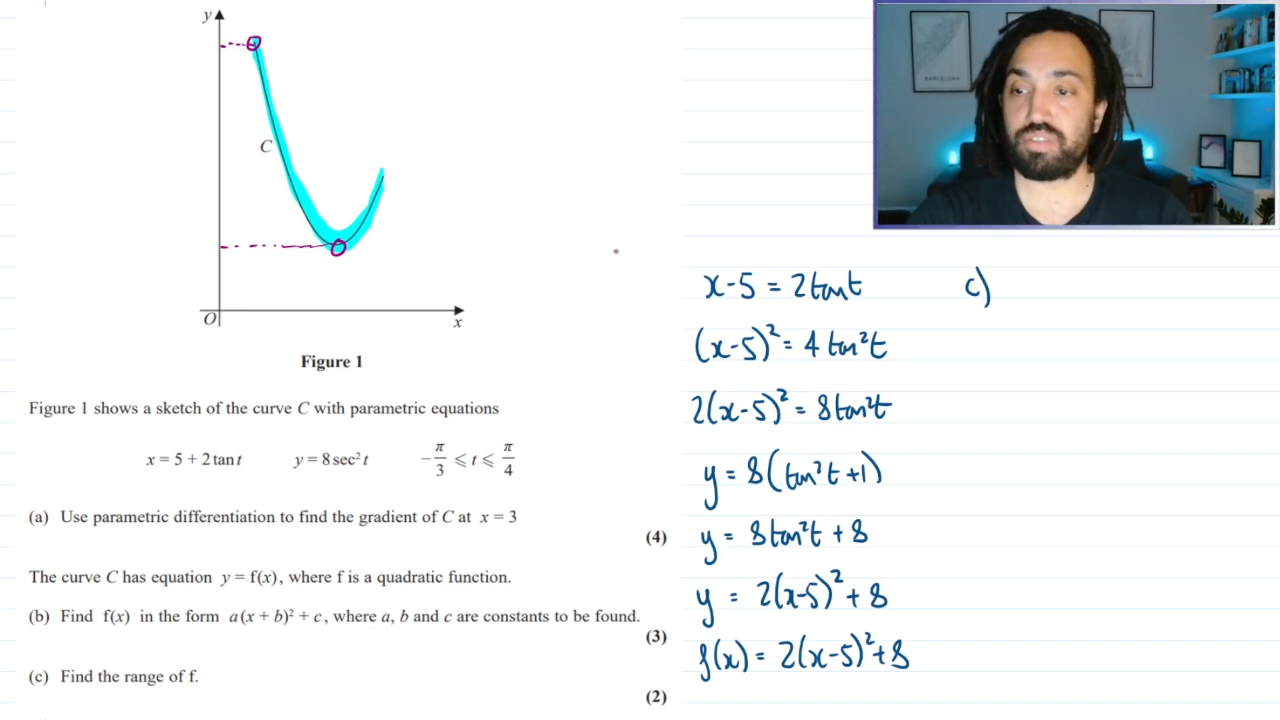 y
C
O
x
Figure 1
Figure 1 shows a sketch of the curve C with parametric equations
x = 5 + 2 tan t y = 8 sec² t −π/3 ⩽ t ⩽ π/4
(a) Use parametric differentiation to find the gradient of C at x = 3
(4)
The curve C has equation y = f(x), where f is a quadratic function.
(b) Find f(x) in the form a(x + b)² + c, where a, b and c are constants to be found.
(3)
(c) Find the range of f.
(2)
BARCELONA
x-5 = 2tant
(x-5)² = 4 tan²t
2(x-5)² = 8tan²t
y = 8(tan²t +1)
y = 8tan²t + 8
y = 2(x-5)² + 8
f(x) = 2(x-5)²+8
c)